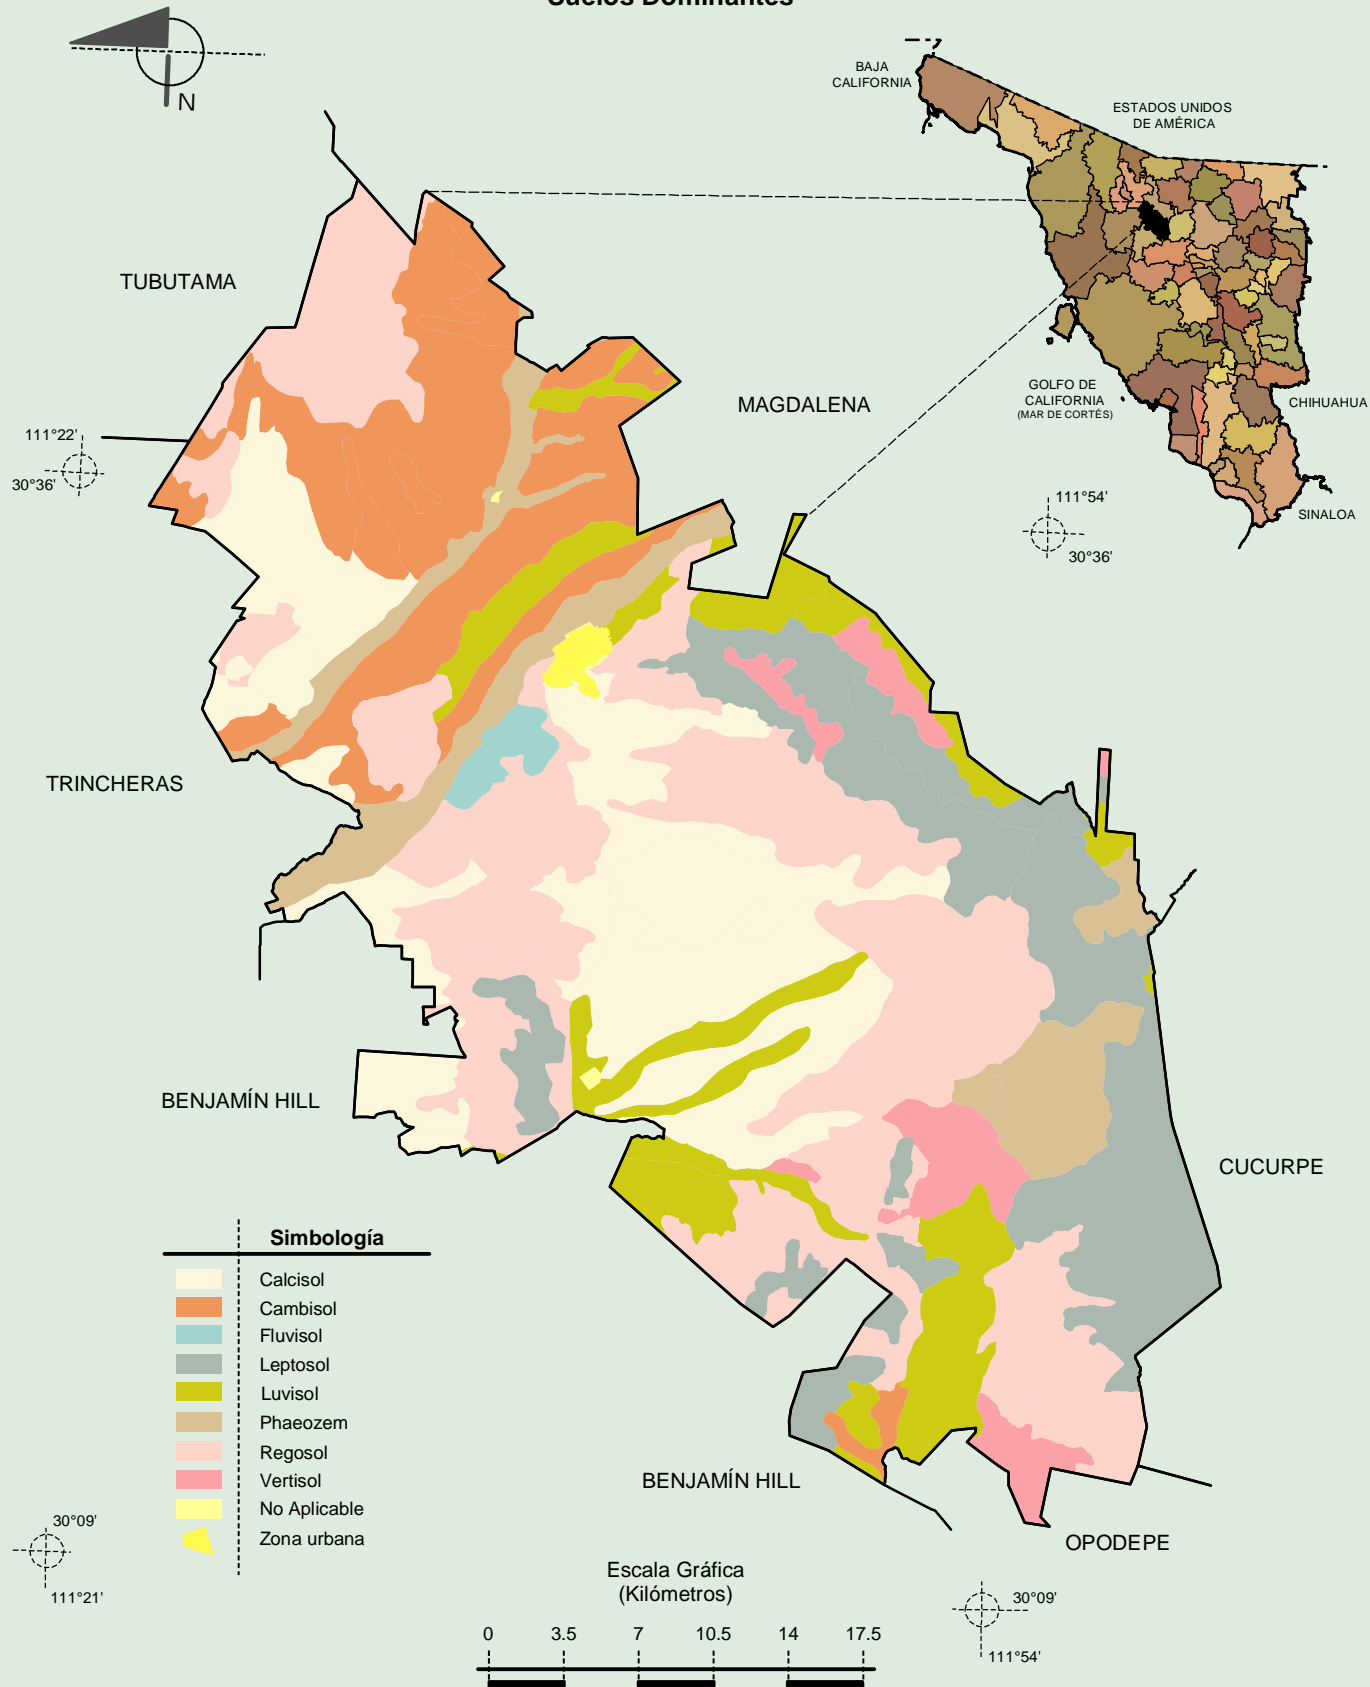 Suelos Dominantes
N
BAJA
CALIFORNIA
ESTADOS UNIDOS
DE AMÉRICA
TUBUTAMA
MAGDALENA
GOLFO DE
CALIFORNIA
(MAR DE CORTÉS)
CHIHUAHUA
SINALOA
111°22'
30°36'
111°54'
30°36'
TRINCHERAS
BENJAMÍN HILL
CUCURPE
Simbología
Calcisol
Cambisol
Fluvisol
Leptosol
Luvisol
Phaeozem
Regosol
Vertisol
No Aplicable
Zona urbana
BENJAMÍN HILL
OPODEPE
30°09'
111°21'
30°09'
111°54'
Escala Gráfica
(Kilómetros)
0 3.5 7 10.5 14 17.5